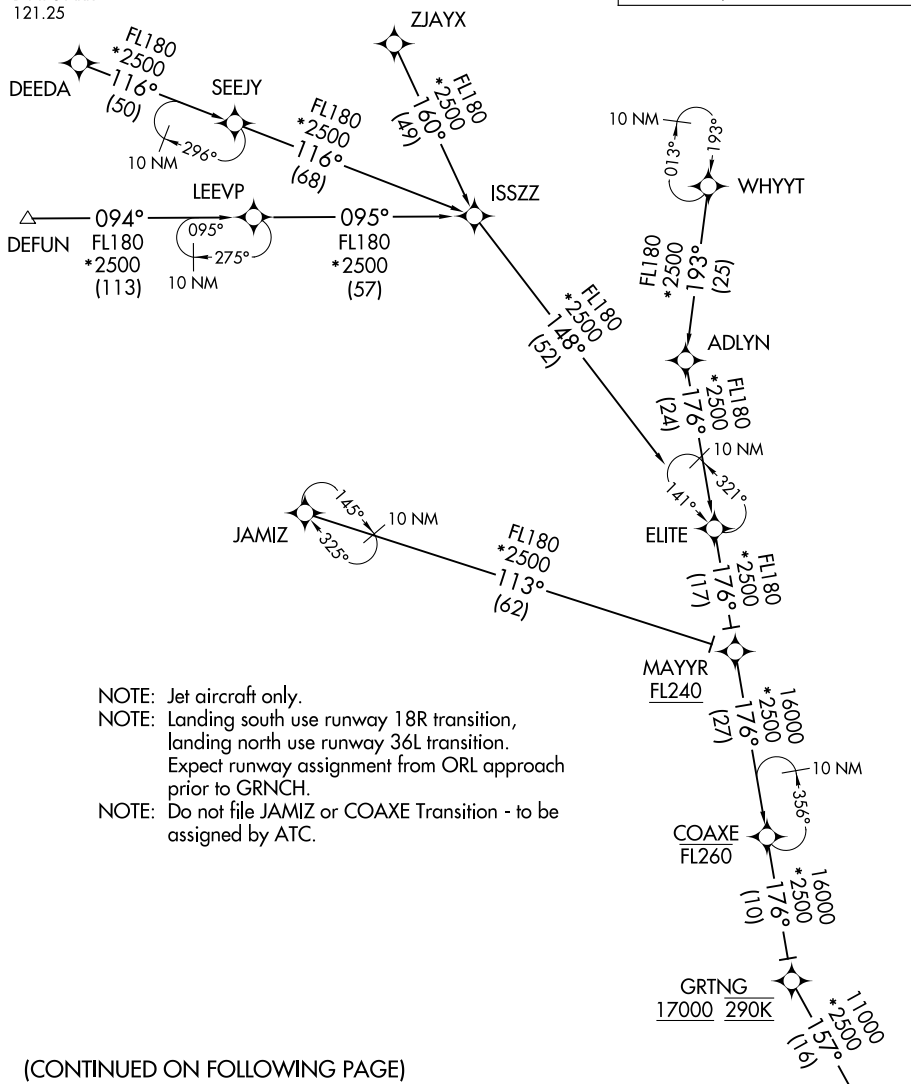 121.25
ZJAYX
FL180
*2500
116°
(50)
DEEDA
SEEJY
296°
10 NM
FL180
*2500
116°
(68)
FL180
*2500
160°
(49)
10 NM
013°
193°
WHYYT
LEEVP
ISSZZ
DEFUN
094°
FL180
*2500
(113)
095°
275°
10 NM
095°
FL180
*2500
(57)
FL180
*2500
193°
(25)
FL180
*2500
148°
(52)
ADLYN
FL180
*2500
176°
(24)
10 NM
321°
141°
ELITE
JAMIZ
145°
325°
10 NM
FL180
*2500
113°
(62)
FL180
*2500
176°
(17)
MAYYR
FL240
16000
*2500
176°
(27)
NOTE: Jet aircraft only.
NOTE: Landing south use runway 18R transition,
landing north use runway 36L transition.
Expect runway assignment from ORL approach
prior to GRNCH.
NOTE: Do not file JAMIZ or COAXE Transition - to be
assigned by ATC.
10 NM
356°
COAXE
FL260
16000
*2500
176°
(10)
GRTNG
17000 290K
11000
*2500
157°
(16)
(CONTINUED ON FOLLOWING PAGE)